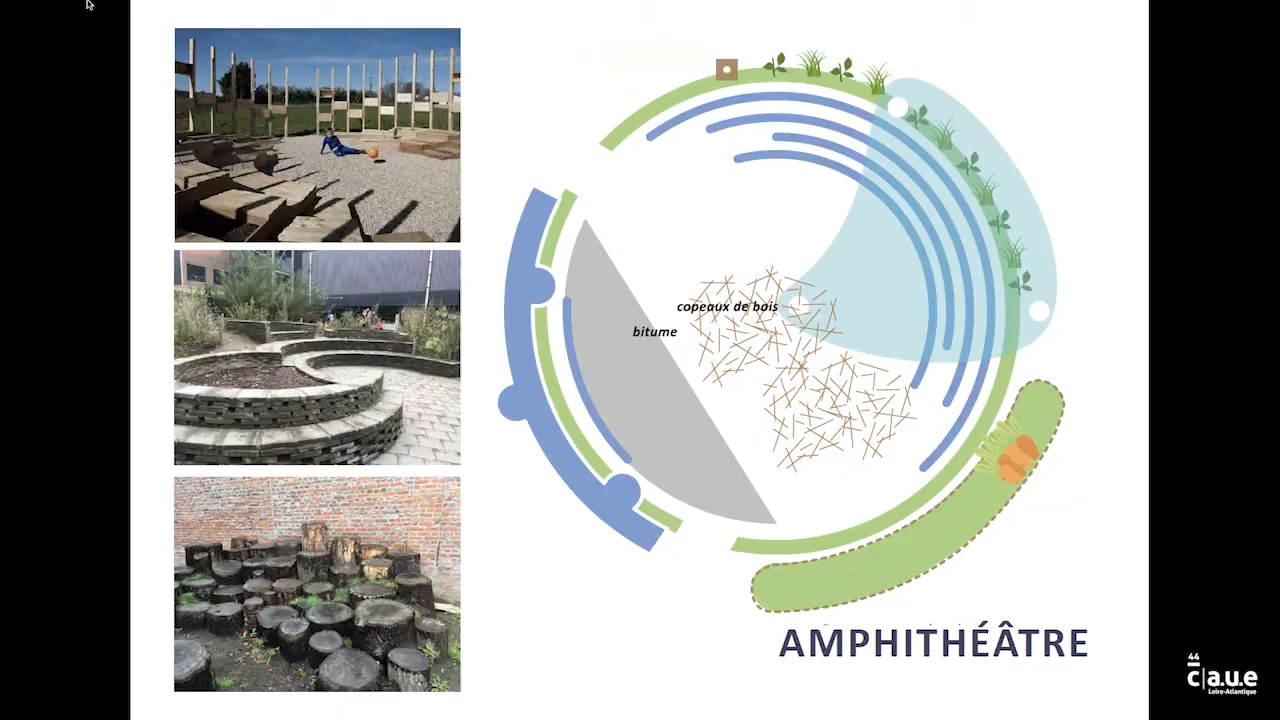 copeaux de bois
bitume
AMPHITHÉÂTRE
44
c|a.u.e
Loire-Atlantique